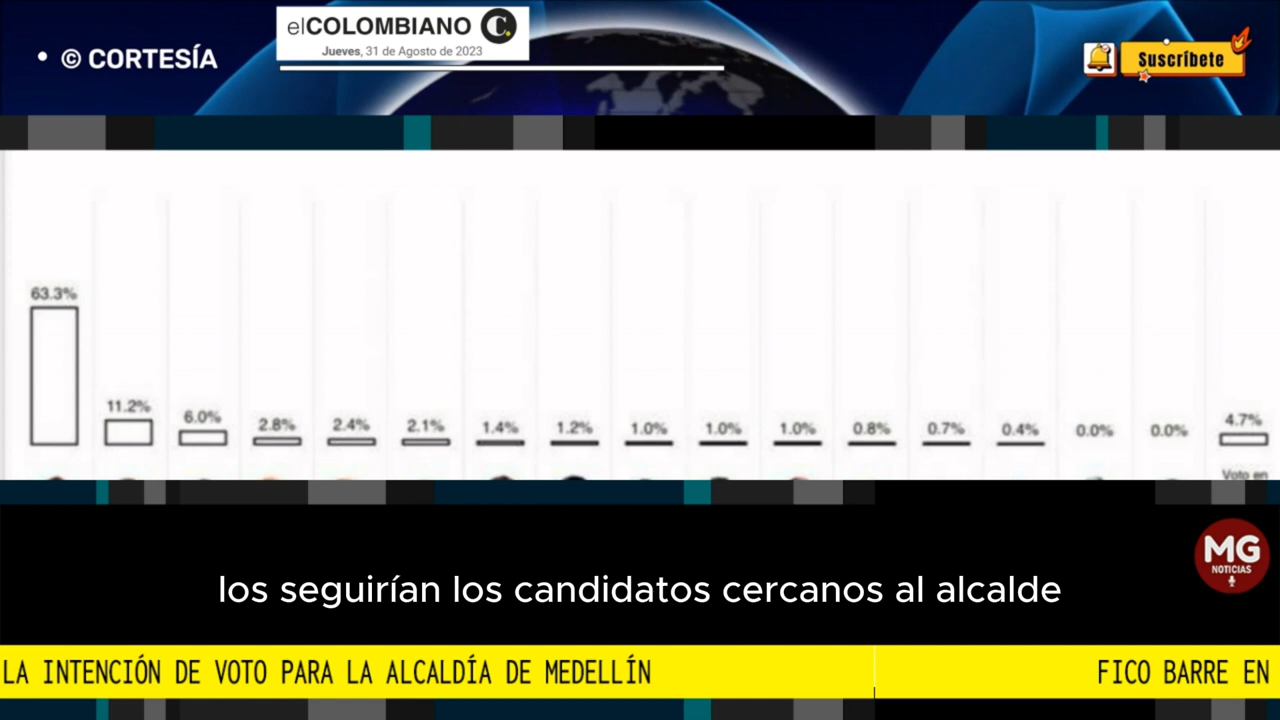 • © CORTESÍA
elCOLOMBIANO C.
Jueves, 31 de Agosto de 2023
Suscríbete
63.3%
11.2%
6.0%
2.8%
2.4%
2.1%
1.4%
1.2%
1.0%
1.0%
1.0%
0.8%
0.7%
0.4%
0.0%
0.0%
4.7%
Voto en
MG
NOTICIAS
los seguirían los candidatos cercanos al alcalde
LA INTENCIÓN DE VOTO PARA LA ALCALDÍA DE MEDELLÍN
FICO BARRE EN